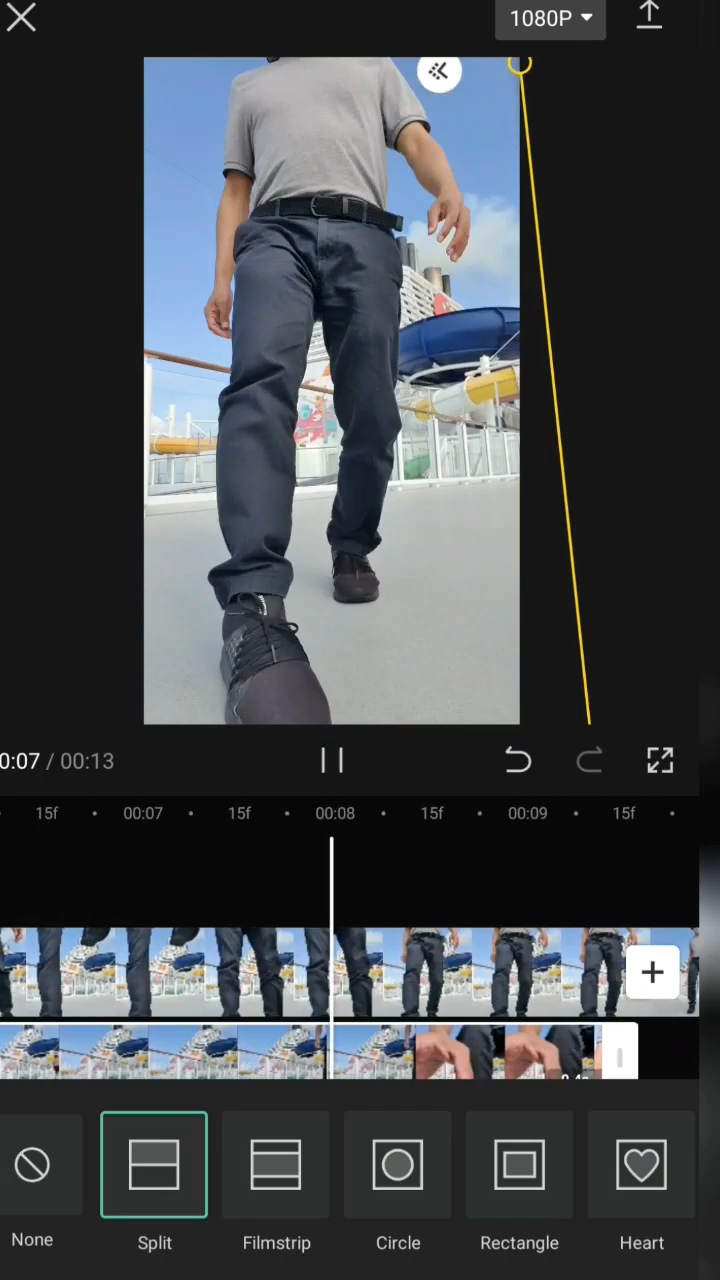 1080P
0:07 / 00:13
15f 00:07 15f 00:08 15f 00:09 15f
None Split Filmstrip Circle Rectangle Heart